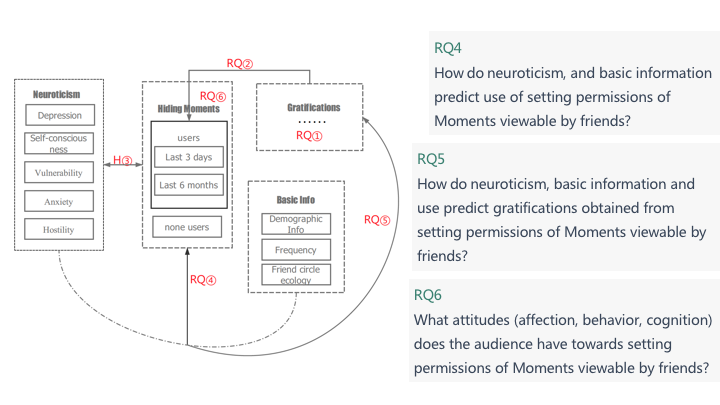 RQ②
Neuroticism
Depression
Self-conscious
ness
Vulnerability
Anxiety
Hostility
H③
RQ⑥
Hiding Moments
users
Last 3 days
Last 6 months
none users
Gratifications
......
RQ①
Basic Info
Demographic
Info
Frequency
Friend circle
ecology
RQ④
RQ⑤
RQ4
How do neuroticism, and basic information
predict use of setting permissions of
Moments viewable by friends?
RQ5
How do neuroticism, basic information and
use predict gratifications obtained from
setting permissions of Moments viewable by
friends?
RQ6
What attitudes (affection, behavior, cognition)
does the audience have towards setting
permissions of Moments viewable by friends?